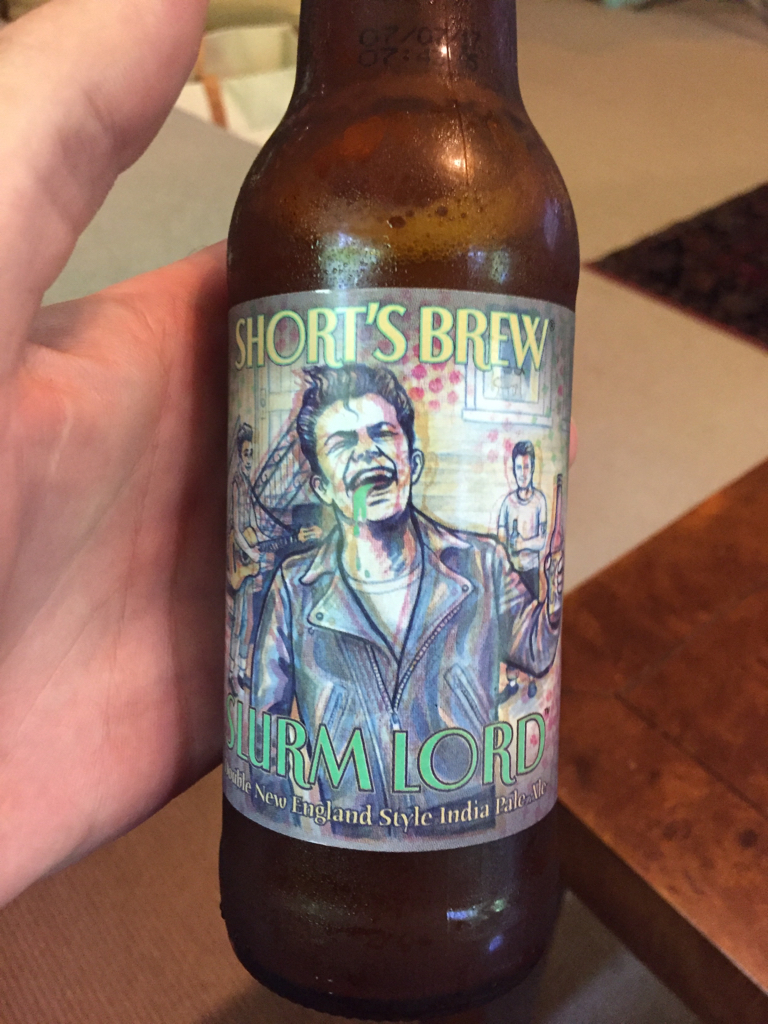 SHORT'S BREW
SLURM LORD
New England Style India Pale Ale